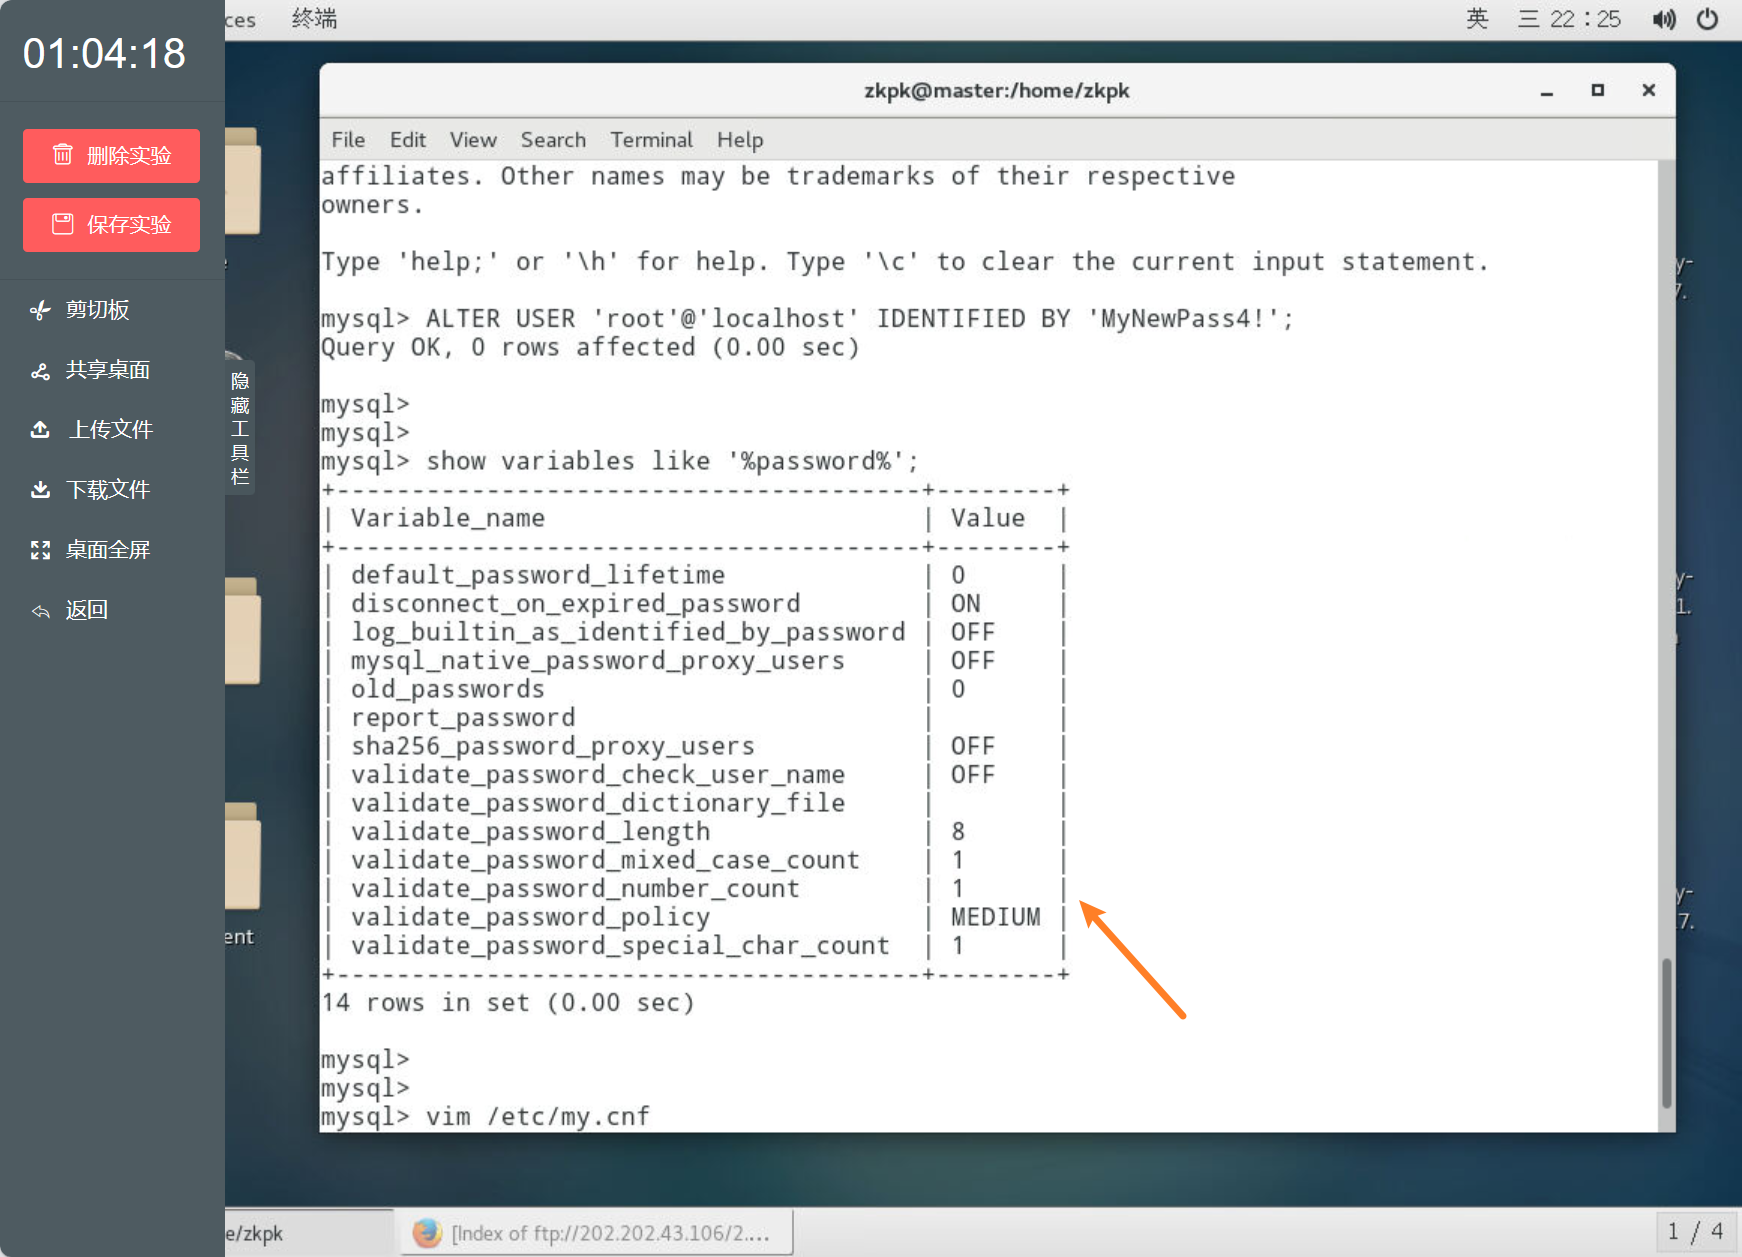 01:04:18
删除实验
保存实验
剪切板
共享桌面
上传文件
下载文件
桌面全屏
返回
隐藏工具栏
ces 终端
英 三 22：25
zkpk@master:/home/zkpk
File Edit View Search Terminal Help
affiliates. Other names may be trademarks of their respective
owners.
Type 'help;' or '\h' for help. Type '\c' to clear the current input statement.
mysql> ALTER USER 'root'@'localhost' IDENTIFIED BY 'MyNewPass4!';
Query OK, 0 rows affected (0.00 sec)
mysql>
mysql>
mysql> show variables like '%password%';
+---------------------------------------+--------+
| Variable_name                         | Value  |
+---------------------------------------+--------+
| default_password_lifetime             | 0      |
| disconnect_on_expired_password        | ON     |
| log_builtin_as_identified_by_password | OFF    |
| mysql_native_password_proxy_users     | OFF    |
| old_passwords                         | 0      |
| report_password                       |        |
| sha256_password_proxy_users           | OFF    |
| validate_password_check_user_name     | OFF    |
| validate_password_dictionary_file     |        |
| validate_password_length              | 8      |
| validate_password_mixed_case_count    | 1      |
| validate_password_number_count        | 1      |
| validate_password_policy              | MEDIUM |
| validate_password_special_char_count  | 1      |
+---------------------------------------+--------+
14 rows in set (0.00 sec)
mysql>
mysql>
mysql> vim /etc/my.cnf
ent
y-
7.
y-
1.
y-
7.
e/zkpk
[Index of ftp://202.202.43.106/2....
1 / 4